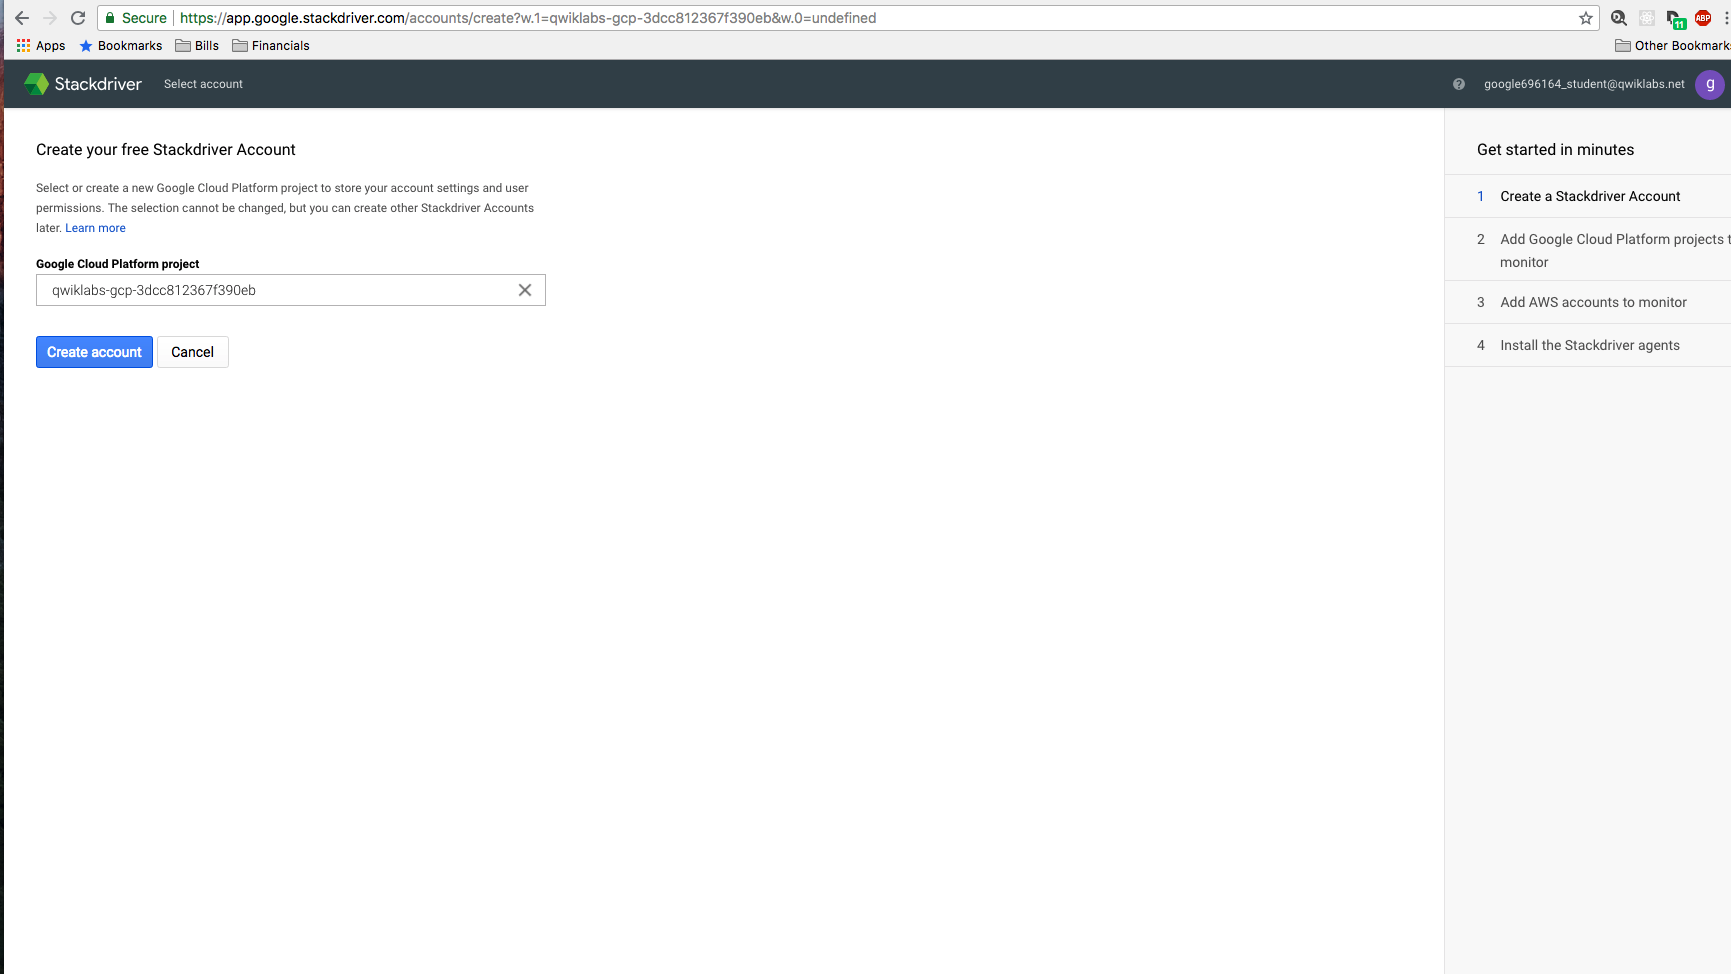 Secure https://app.google.stackdriver.com/accounts/create?w.1=qwiklabs-gcp-3dcc812367f390eb&w.0=undefined
11 ABP
Apps Bookmarks Bills Financials Other Bookmark
Stackdriver Select account
? google696164_student@qwiklabs.net g
Create your free Stackdriver Account
Select or create a new Google Cloud Platform project to store your account settings and user
permissions. The selection cannot be changed, but you can create other Stackdriver Accounts
later. Learn more
Google Cloud Platform project
qwiklabs-gcp-3dcc812367f390eb
Create account Cancel
Get started in minutes
1 Create a Stackdriver Account
2 Add Google Cloud Platform projects t
monitor
3 Add AWS accounts to monitor
4 Install the Stackdriver agents